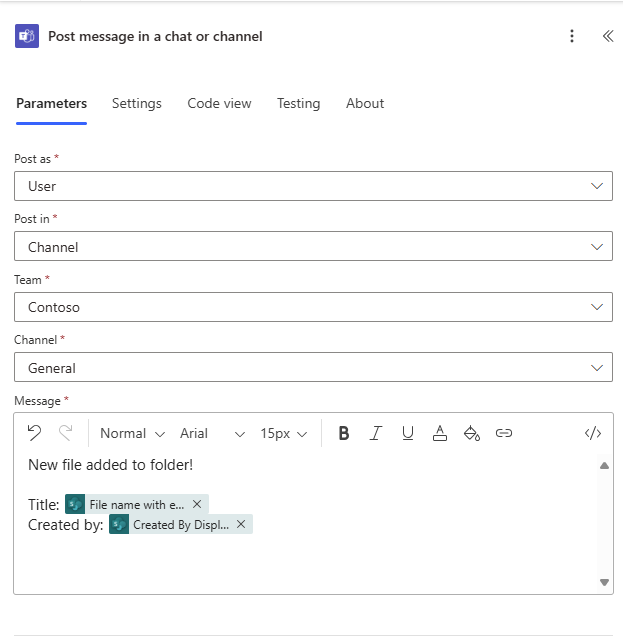 Post message in a chat or channel
Parameters Settings Code view Testing About
Post as *
User
Post in *
Channel
Team *
Contoso
Channel *
General
Message *
Normal Arial 15px B I U A </>
New file added to folder!
Title: File name with e... ×
Created by: Created By Displ... ×